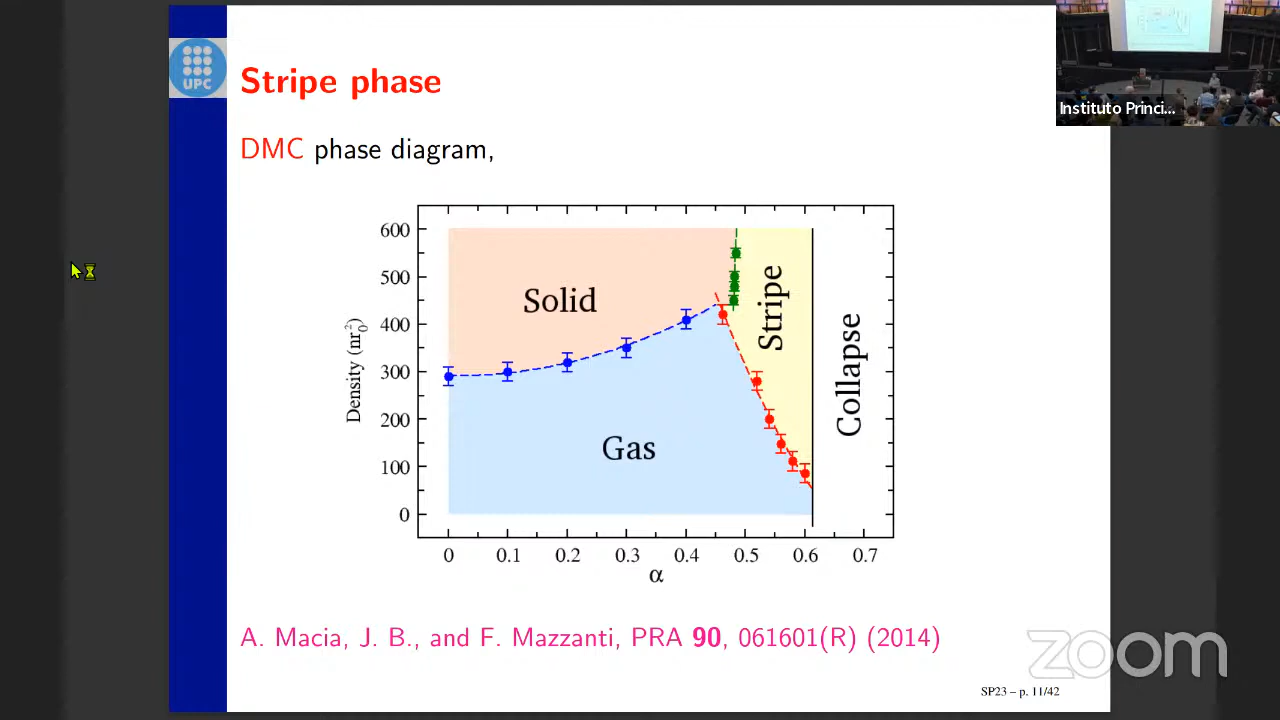 UPC
Stripe phase
Instituto Princi...
DMC phase diagram,
600
500
400
300
200
100
0
Density (nr₀²)
Solid
Gas
Stripe
Collapse
0 0.1 0.2 0.3 0.4 0.5 0.6 0.7
α
A. Macia, J. B., and F. Mazzanti, PRA 90, 061601(R) (2014)
zoom
SP23 – p. 11/42